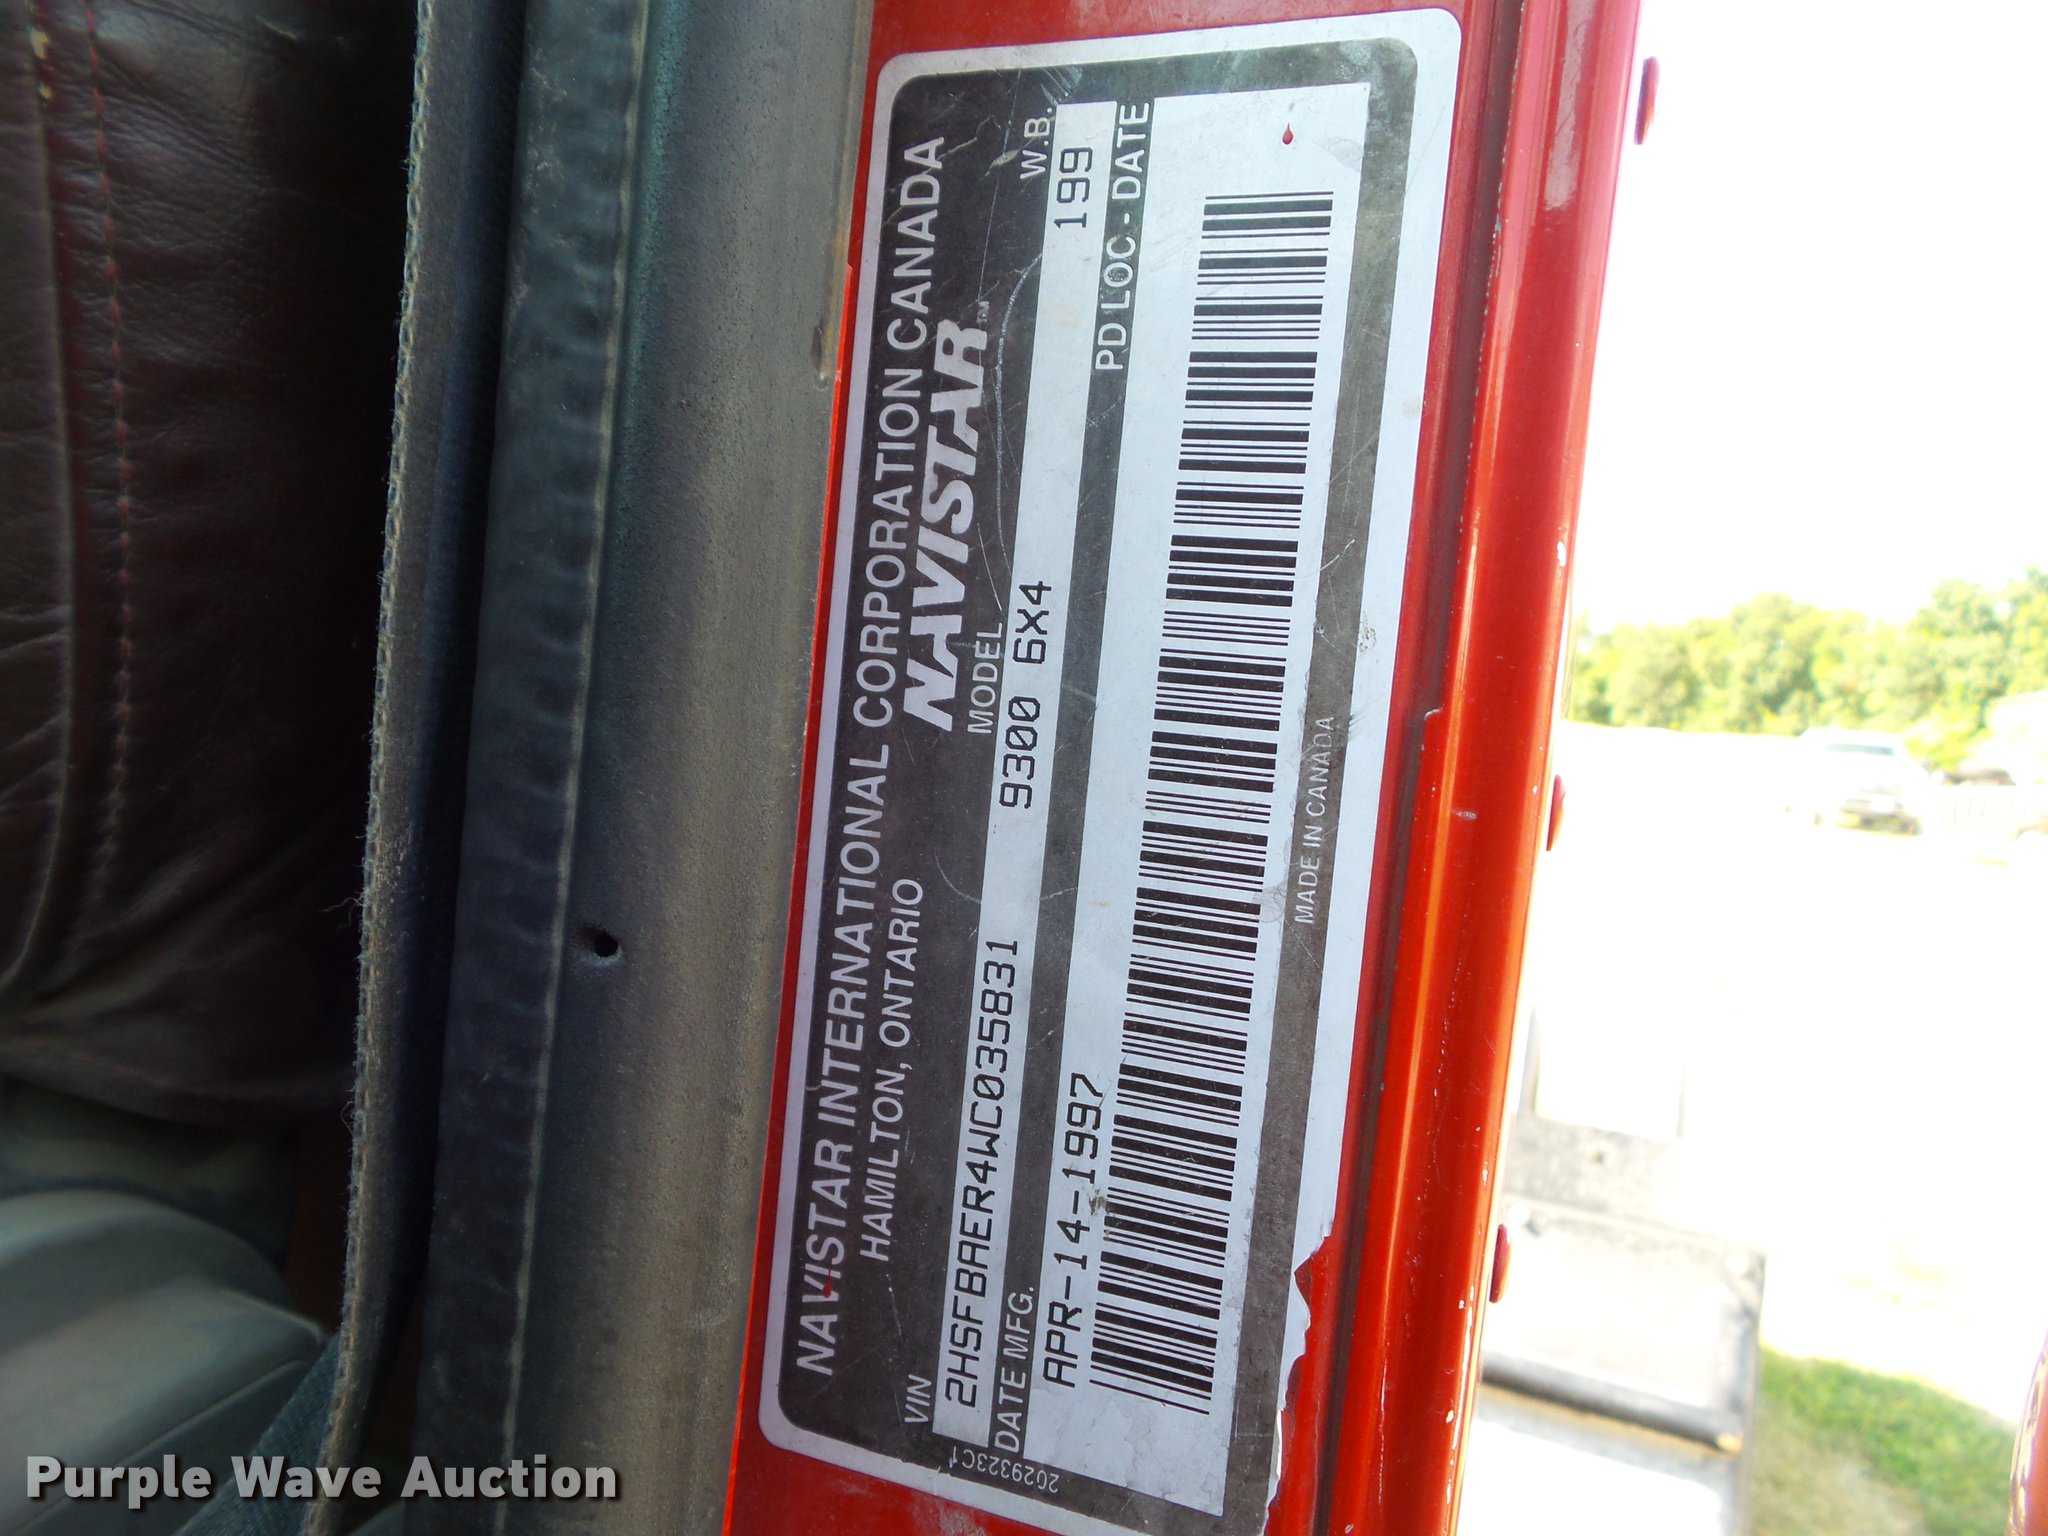 NAVISTAR INTERNATIONAL CORPORATION CANADA
HAMILTON, ONTARIO
NAVISTAR™
VIN
MODEL
W.B.
2HSFBAER4WC035831
9300 6X4
199
DATE MFG.
PD LOC - DATE
APR-14-1997
MADE IN CANADA
2029323C1
Purple Wave Auction